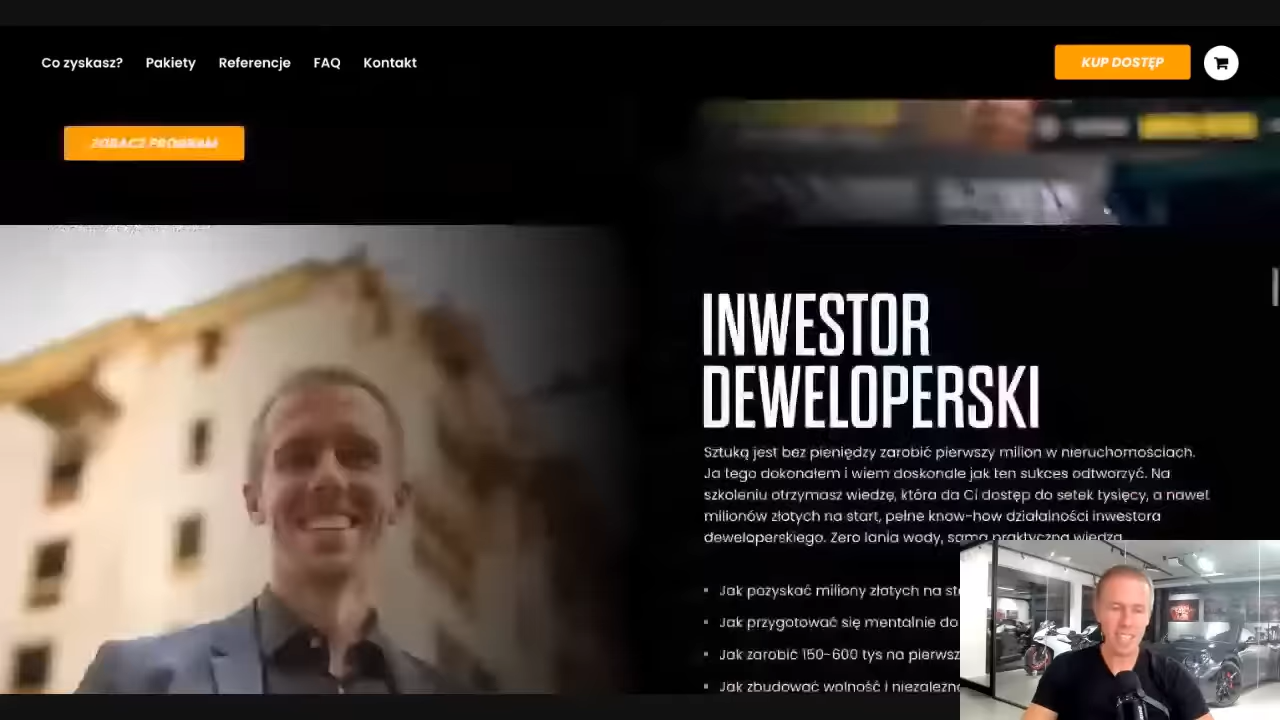 Co zyskasz? Pakiety Referencje FAQ Kontakt
KUP DOSTĘP
ZOBACZ PROGRAM
INWESTOR
DEWELOPERSKI
Sztuką jest bez pieniędzy zarobić pierwszy milion w nieruchomościach.
Ja tego dokonałem i wiem doskonale jak ten sukces odtworzyć. Na
szkoleniu otrzymasz wiedzę, która da Ci dostęp do setek tysięcy, a nawet
milionów złotych na start, pełne know-how działalności inwestora
deweloperskiego. Zero lania wody, sama praktyczna wiedza
Jak pozyskać miliony złotych na
Jak przygotować się mentalnie do
Jak zarobić 150-600 tys na
Jak zbudować wolność i